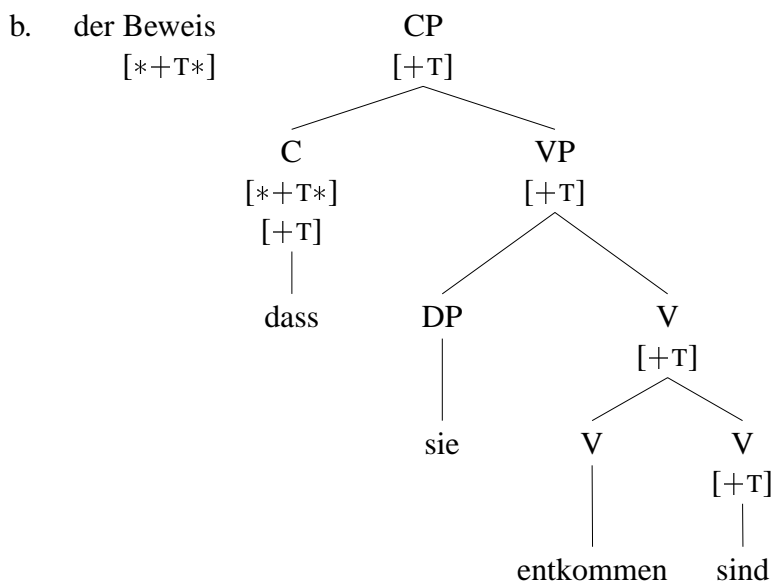 b. der Beweis CP
[∗+T∗] [+T]
C VP
[∗+T∗] [+T]
[+T]
dass DP V
[+T]
sie V V
[+T]
entkommen sind